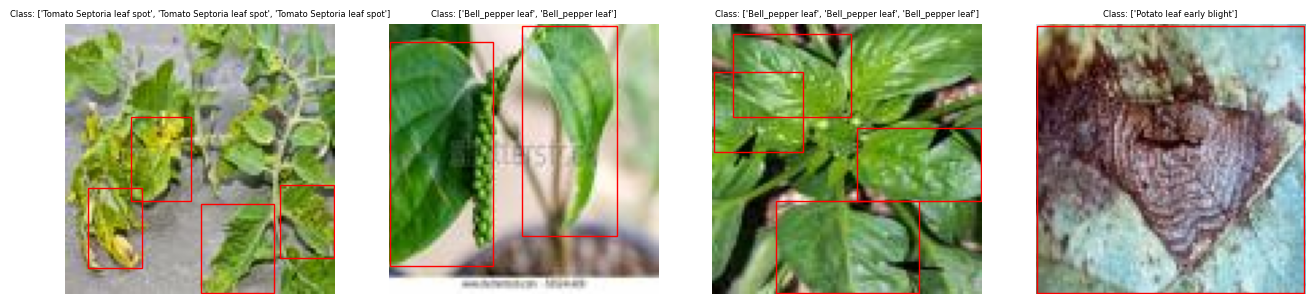 Class: ['Tomato Septoria leaf spot', 'Tomato Septoria leaf spot', 'Tomato Septoria leaf spot']
Class: ['Bell_pepper leaf', 'Bell_pepper leaf']
Class: ['Bell_pepper leaf', 'Bell_pepper leaf', 'Bell_pepper leaf']
Class: ['Potato leaf early blight']